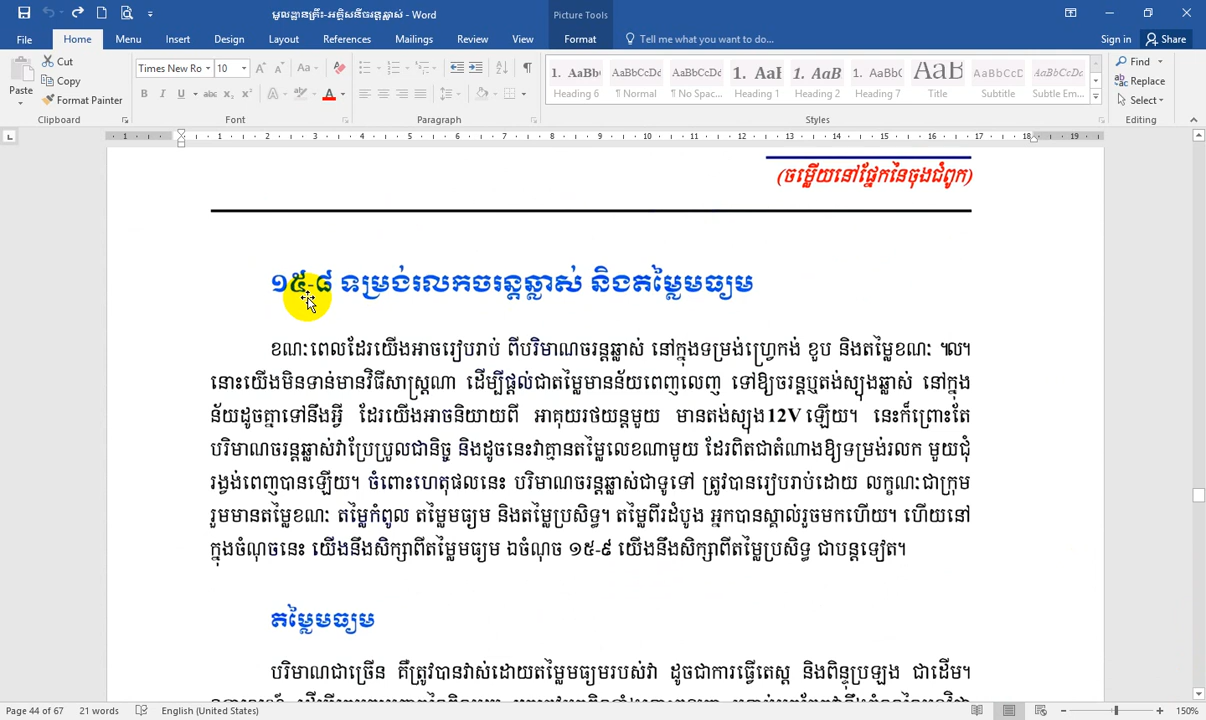 មូលដ្ឋានគ្រឹះ-អគ្គិសនីចរន្តឆ្លាស់ - Word
Picture Tools
File Home Menu Insert Design Layout References Mailings Review View Format Tell me what you want to do... Sign in Share
Paste Cut Copy Format Painter
Times New Ro 10
1. AaBb( AaBbCcDd AaBbCcDd 1. AaI 1. AaB 1. AaBb( AaB AaBbCcD AaBbCcDd
Heading 6 ¶ Normal ¶ No Spac... Heading 1 Heading 2 Heading 7 Title Subtitle Subtle Em...
Find Replace Select
Clipboard Font Paragraph Styles Editing
(ចម្លើយនៅផ្នែកនៃចុងជំពូក)
១៥-៨ ទម្រង់រលកចរន្តឆ្លាស់ និងតម្លៃមធ្យម
ខណៈពេលដែរយើងអាចរៀបរាប់ ពីបរិមាណចរន្តឆ្លាស់ នៅក្នុងទម្រង់ហ្វ្រេកង់ ខួប និងតម្លៃខណៈ ។ល។
នោះយើងមិនទាន់មានវិធីសាស្ត្រណា ដើម្បីផ្តល់ជាតម្លៃមានន័យពេញលេញ ទៅឱ្យចរន្តឬតង់ស្យុងឆ្លាស់ នៅក្នុង
ន័យដូចគ្នាទៅនឹងអ្វី ដែរយើងអាចនិយាយពី អាគុយរថយន្តមួយ មានតង់ស្យុង12V ឡើយ។ នេះក៏ព្រោះតែ
បរិមាណចរន្តឆ្លាស់វាប្រែប្រួលជានិច្ច និងដូចនេះវាគ្មានតម្លៃលេខណាមួយ ដែរពិតជាតំណាងឱ្យទម្រង់រលក មួយជុំ
រង្វង់ពេញបានឡើយ។ ចំពោះហេតុផលនេះ បរិមាណចរន្តឆ្លាស់ជាទូទៅ ត្រូវបានរៀបរាប់ដោយ លក្ខណៈជាក្រុម
រួមមានតម្លៃខណៈ តម្លៃកំពូល តម្លៃមធ្យម និងតម្លៃប្រសិទ្ធ។ តម្លៃពីរដំបូង អ្នកបានស្គាល់រួចមកហើយ។ ហើយនៅ
ក្នុងចំណុចនេះ យើងនឹងសិក្សាពីតម្លៃមធ្យម ឯចំណុច ១៥-៩ យើងនឹងសិក្សាពីតម្លៃប្រសិទ្ធ ជាបន្តទៀត។
តម្លៃមធ្យម
បរិមាណជាច្រើន គឺត្រូវបានវាស់ដោយតម្លៃមធ្យមរបស់វា ដូចជាការធ្វើតេស្ត និងពិន្ទុប្រឡង ជាដើម។
Page 44 of 67 21 words English (United States) 150%